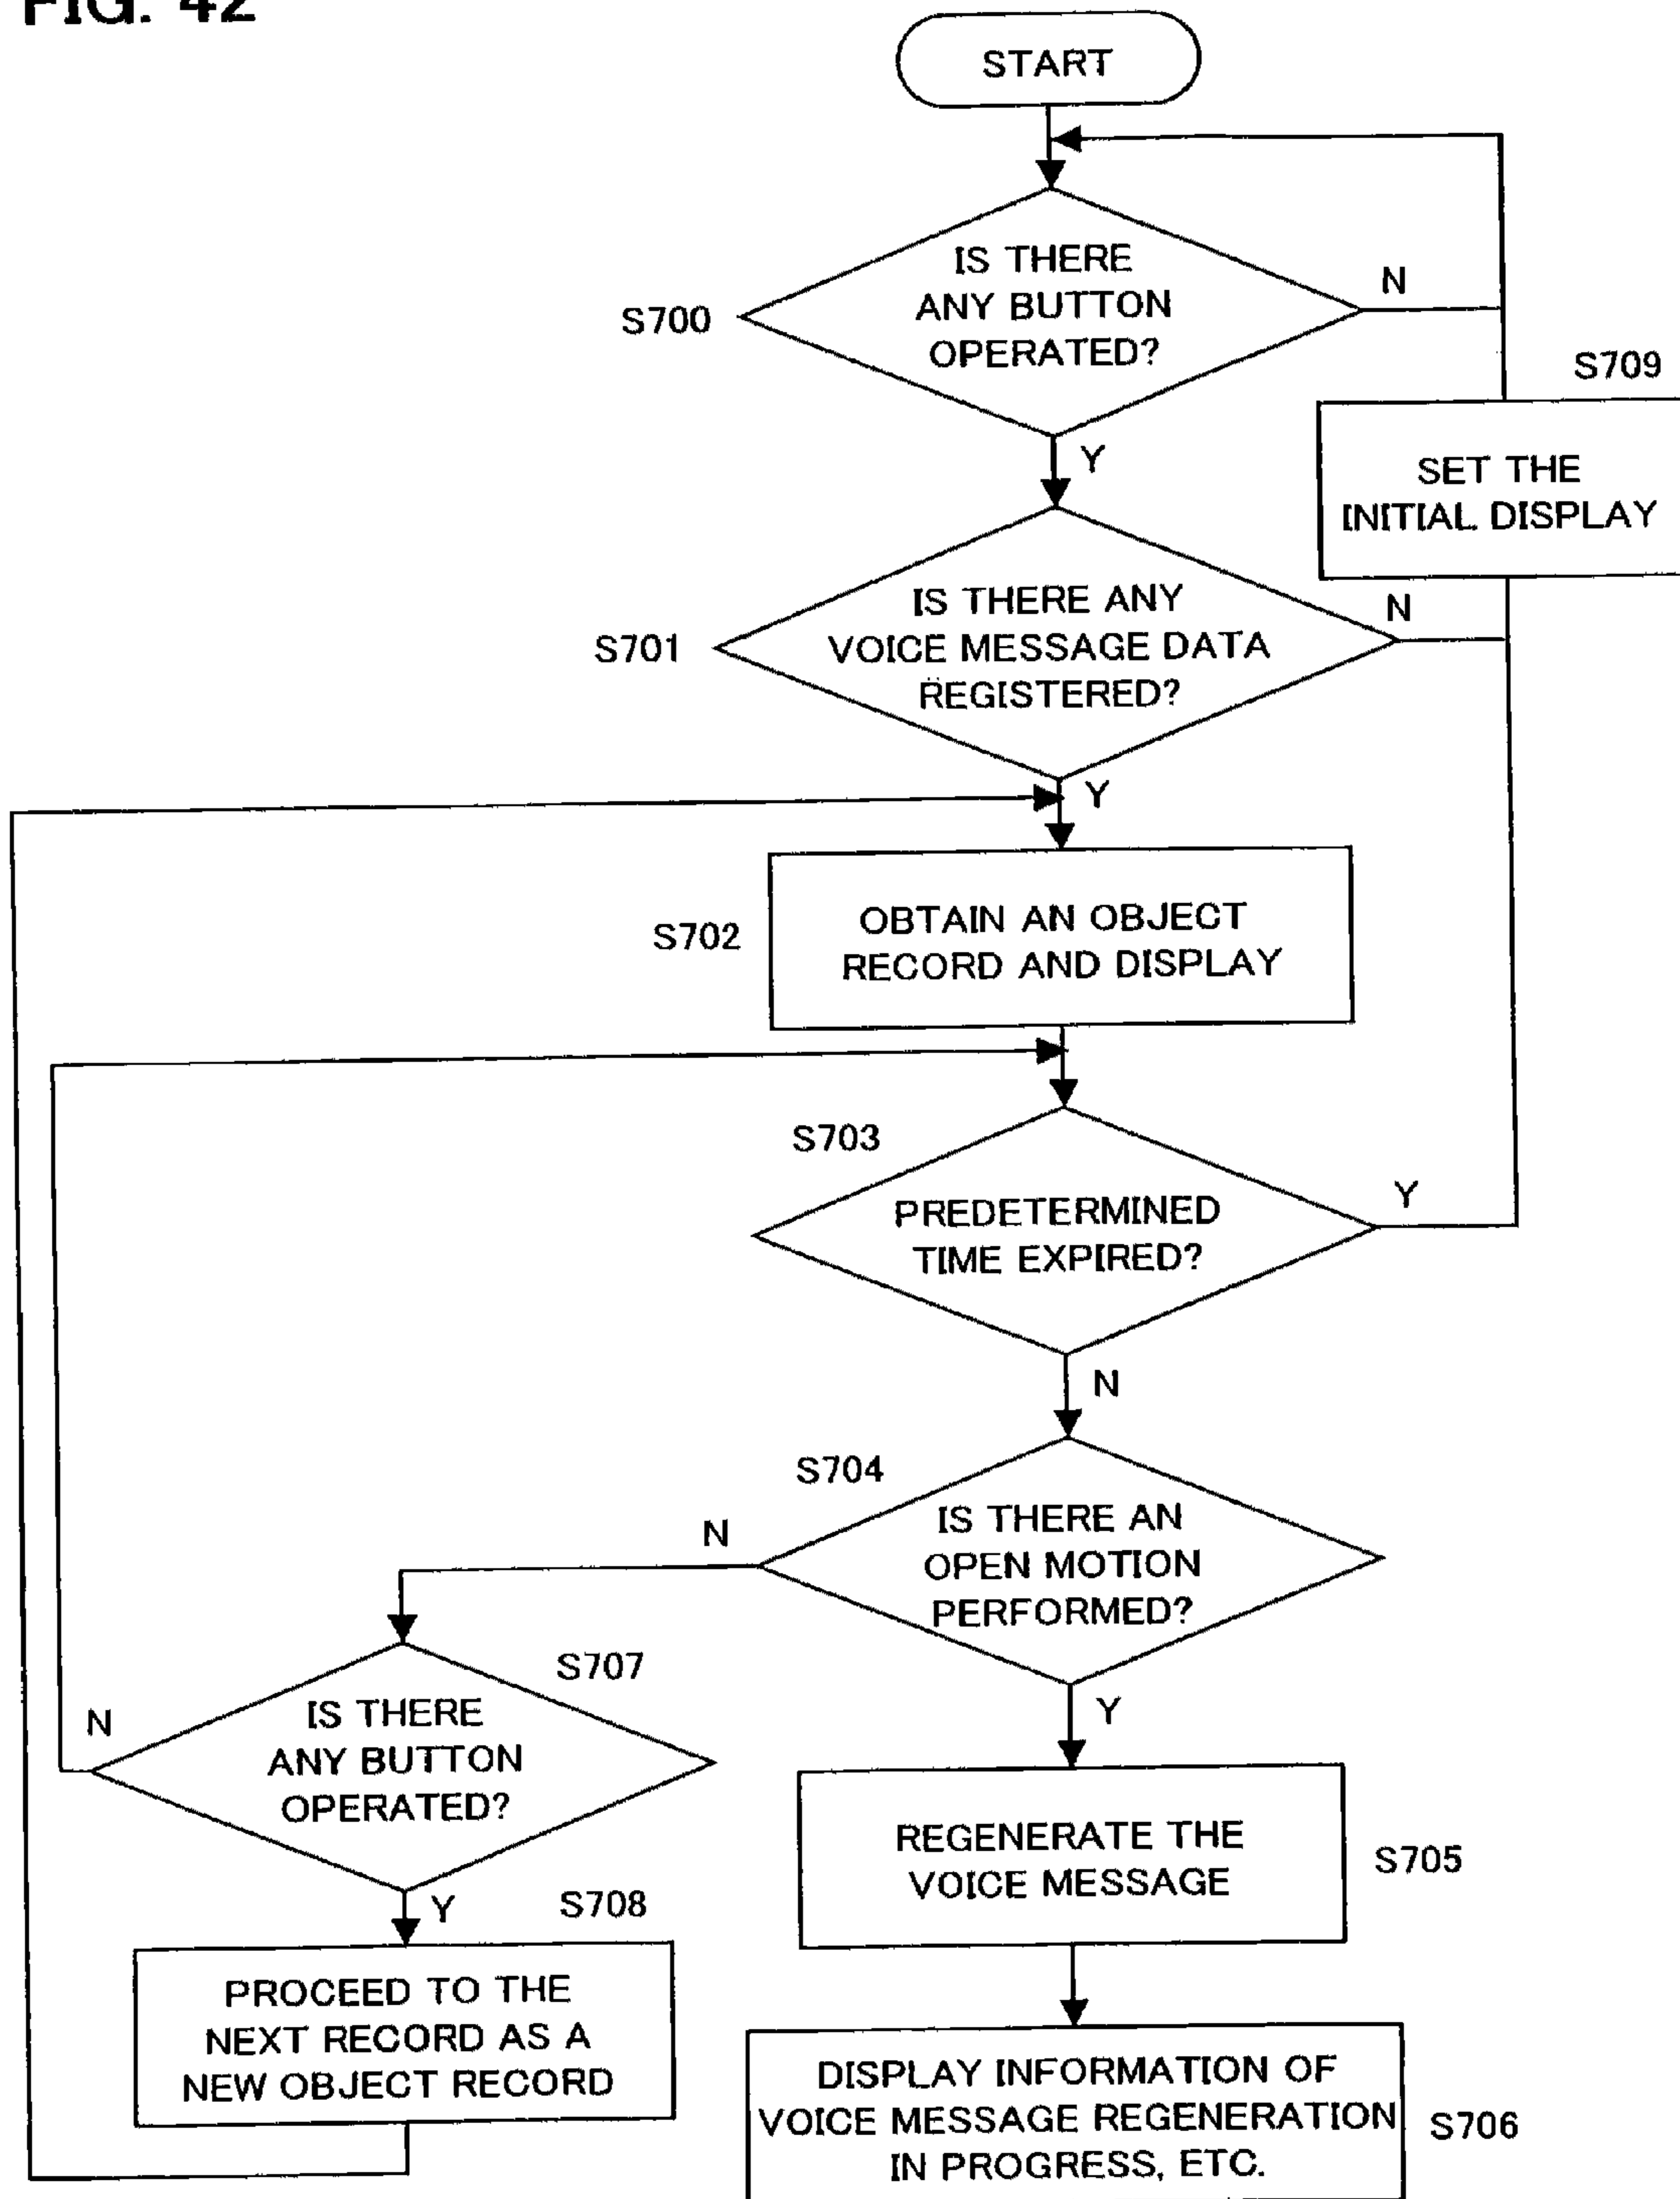 FIG. 42
START
IS THERE
ANY BUTTON
OPERATED?
S700
N
Y
S709
SET THE
INITIAL DISPLAY
IS THERE ANY
VOICE MESSAGE DATA
REGISTERED?
S701
N
Y
OBTAIN AN OBJECT
RECORD AND DISPLAY
S702
S703
PREDETERMINED
TIME EXPIRED?
Y
N
S704
IS THERE AN
OPEN MOTION
PERFORMED?
N
Y
S707
IS THERE
ANY BUTTON
OPERATED?
N
Y
REGENERATE THE
VOICE MESSAGE
S705
S708
PROCEED TO THE
NEXT RECORD AS A
NEW OBJECT RECORD
DISPLAY INFORMATION OF
VOICE MESSAGE REGENERATION
IN PROGRESS, ETC.
S706